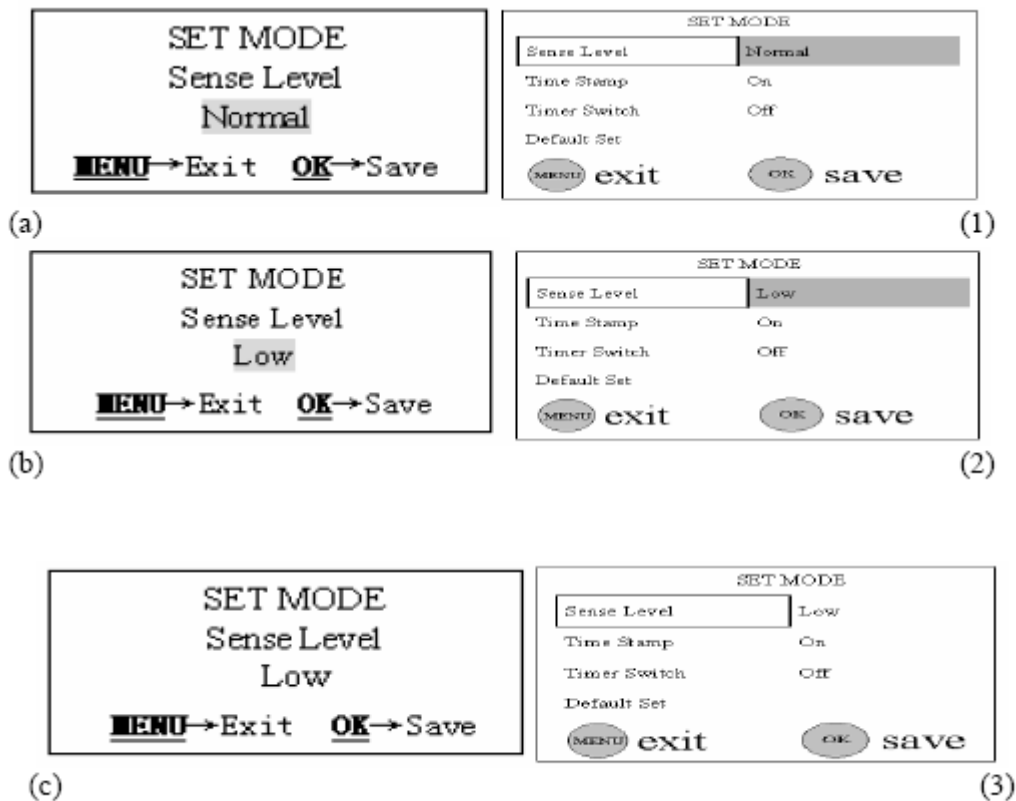 SET MODE
Sense Level
Normal
MENU→Exit OK→Save
(a)
SET MODE
Sense Level Normal
Time Stamp On
Timer Switch Off
Default Set
MENU exit OK save
(1)
SET MODE
Sense Level
Low
MENU→Exit OK→Save
(b)
SET MODE
Sense Level Low
Time Stamp On
Timer Switch Off
Default Set
MENU exit OK save
(2)
SET MODE
Sense Level
Low
MENU→Exit OK→Save
(c)
SET MODE
Sense Level Low
Time Stamp On
Timer Switch Off
Default Set
MENU exit OK save
(3)